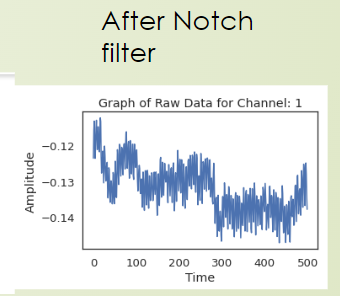 After Notch
filter
Graph of Raw Data for Channel: 1
Amplitude
−0.12
−0.13
−0.14
0 100 200 300 400 500
Time